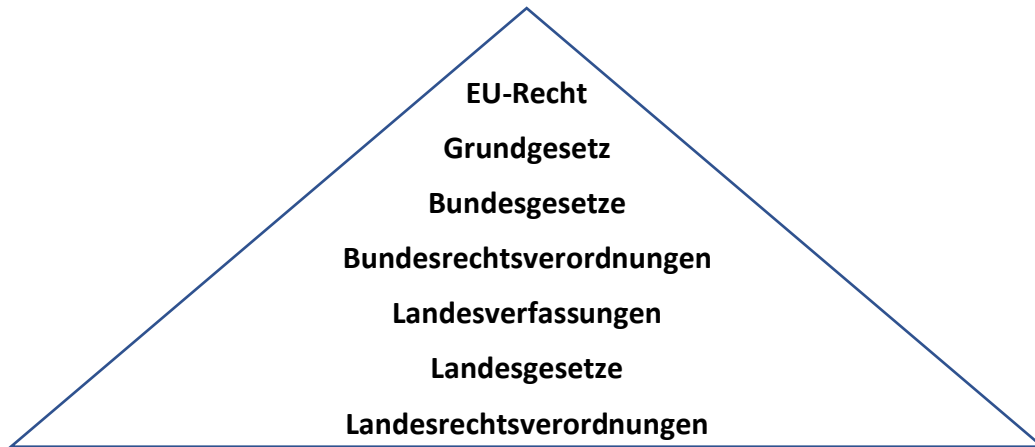 EU-Recht
Grundgesetz
Bundesgesetze
Bundesrechtsverordnungen
Landesverfassungen
Landesgesetze
Landesrechtsverordnungen